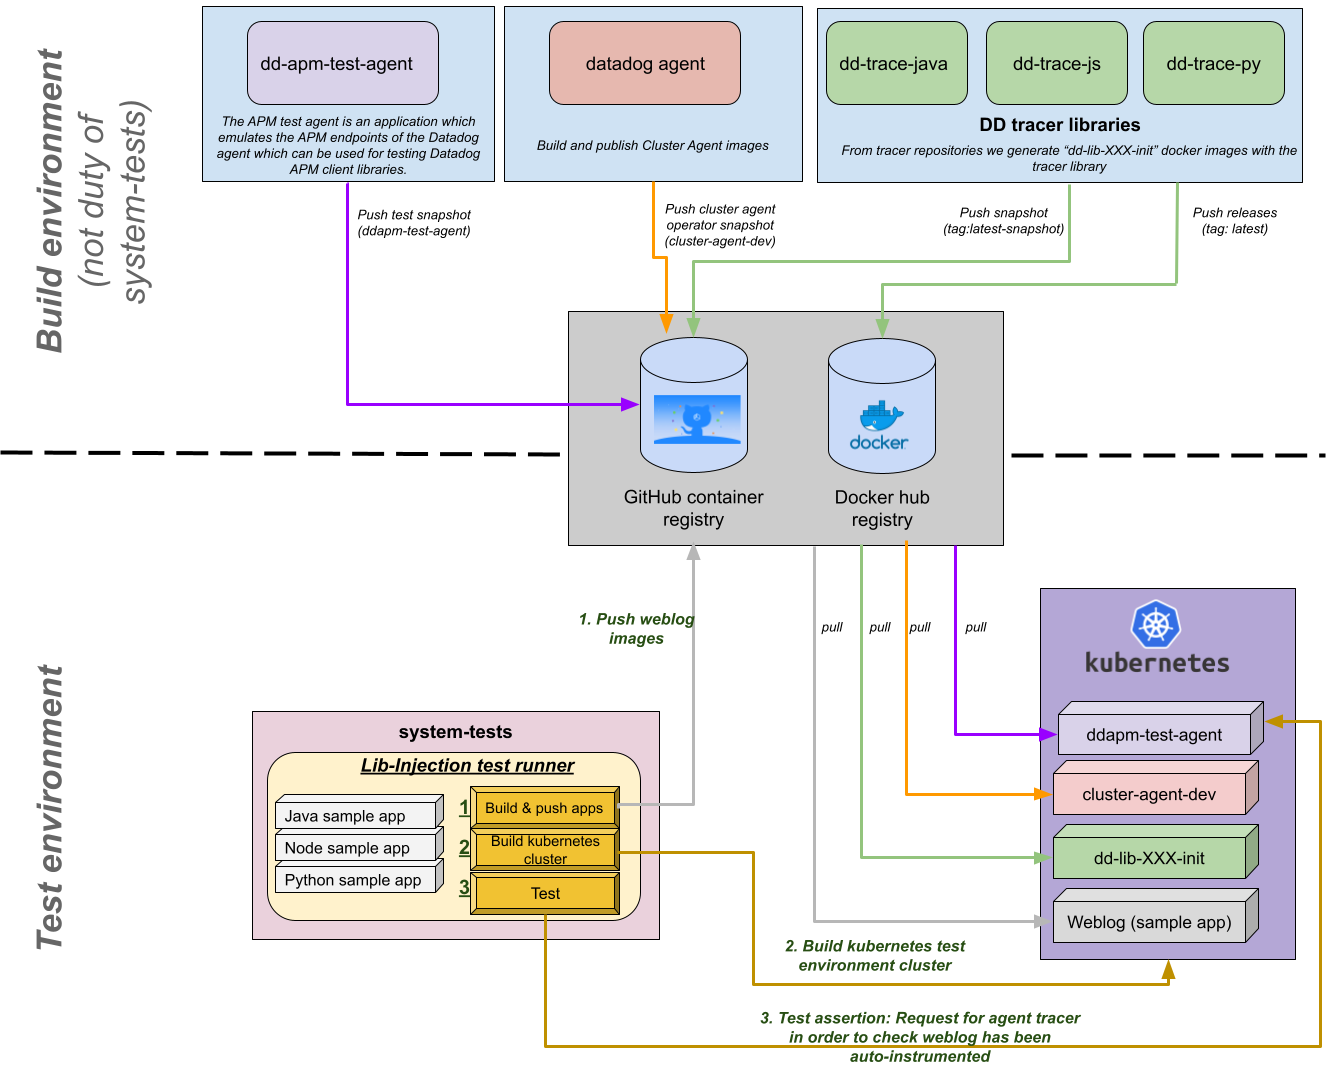 Build environment
(not duty of
system-tests)
dd-apm-test-agent
The APM test agent is an application which
emulates the APM endpoints of the Datadog
agent which can be used for testing Datadog
APM client libraries.
datadog agent
Build and publish Cluster Agent images
dd-trace-java
dd-trace-js
dd-trace-py
DD tracer libraries
From tracer repositories we generate “dd-lib-XXX-init” docker images with the
tracer library
Push test snapshot
(ddapm-test-agent)
Push cluster agent
operator snapshot
(cluster-agent-dev)
Push snapshot
(tag:latest-snapshot)
Push releases
(tag: latest)
docker
GitHub container
registry
Docker hub
registry
Test environment
1. Push weblog
images
pull
pull
pull
pull
kubernetes
ddapm-test-agent
cluster-agent-dev
dd-lib-XXX-init
Weblog (sample app)
system-tests
Lib-Injection test runner
Java sample app
Node sample app
Python sample app
1
Build & push apps
2
Build kubernetes
cluster
3
Test
2. Build kubernetes test
environment cluster
3. Test assertion: Request for agent tracer
in order to check weblog has been
auto-instrumented